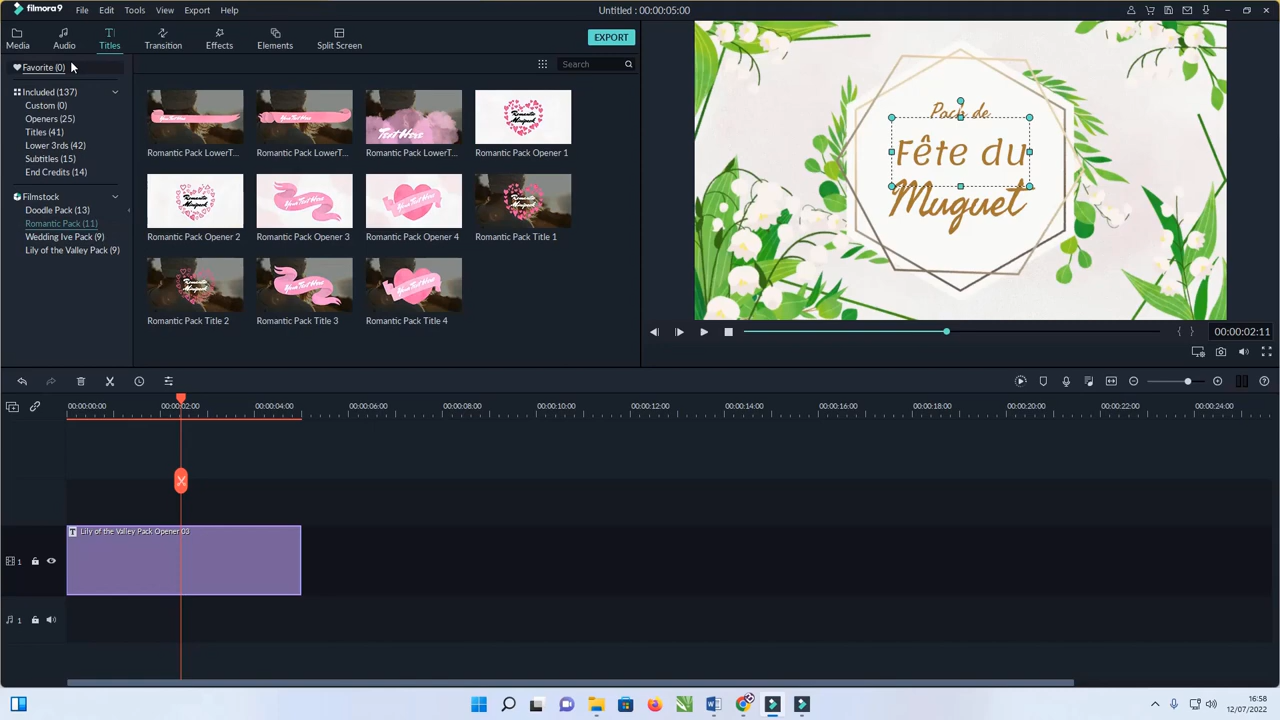 filmora9 File Edit Tools View Export Help Untitled : 00:00:05:00
Media Audio Titles Transition Effects Elements Split Screen EXPORT
Favorite (0)
Search
Included (137)
Custom (0)
Openers (25)
Titles (41)
Lower 3rds (42)
Subtitles (15)
End Credits (14)
Filmstock
Doodle Pack (13)
Romantic Pack (11)
Wedding Ive Pack (9)
Lily of the Valley Pack (9)
Romantic Pack LowerT... Romantic Pack LowerT... Romantic Pack LowerT... Romantic Pack Opener 1
Romantic Pack Opener 2 Romantic Pack Opener 3 Romantic Pack Opener 4 Romantic Pack Title 1
Romantic Pack Title 2 Romantic Pack Title 3 Romantic Pack Title 4
Pack de
Fête du
Muguet
00:00:02:11
00:00:00:00 00:00:02:00 00:00:04:00 00:00:06:00 00:00:08:00 00:00:10:00 00:00:12:00 00:00:14:00 00:00:16:00 00:00:18:00 00:00:20:00 00:00:22:00 00:00:24:00
Lily of the Valley Pack Opener 03
1
1
16:58
12/07/2022